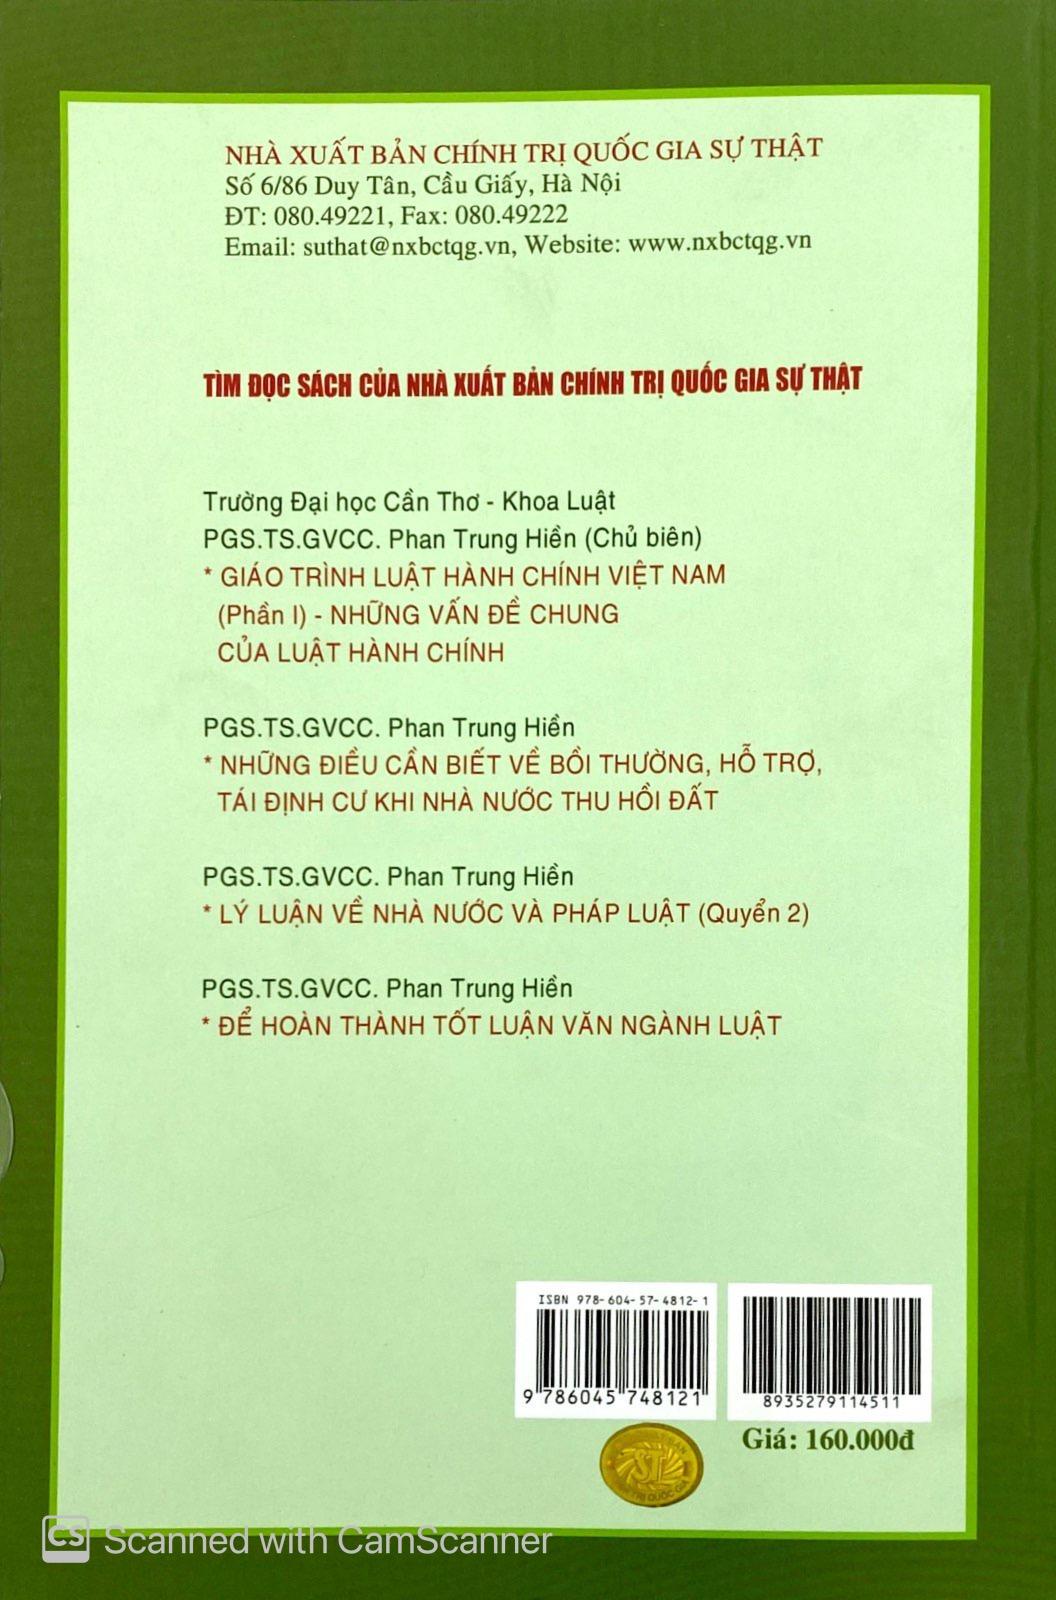 NHÀ XUẤT BẢN CHÍNH TRỊ QUỐC GIA SỰ THẬT
Số 6/86 Duy Tân, Cầu Giấy, Hà Nội
ĐT: 080.49221, Fax: 080.49222
Email: suthat@nxbctqg.vn, Website: www.nxbctqg.vn
TÌM ĐỌC SÁCH CỦA NHÀ XUẤT BẢN CHÍNH TRỊ QUỐC GIA SỰ THẬT
Trường Đại học Cần Thơ - Khoa Luật
PGS.TS.GVCC. Phan Trung Hiền (Chủ biên)
* GIÁO TRÌNH LUẬT HÀNH CHÍNH VIỆT NAM
(Phần I) - NHỮNG VẤN ĐỀ CHUNG
CỦA LUẬT HÀNH CHÍNH
PGS.TS.GVCC. Phan Trung Hiền
* NHỮNG ĐIỀU CẦN BIẾT VỀ BỒI THƯỜNG, HỖ TRỢ,
TÁI ĐỊNH CƯ KHI NHÀ NƯỚC THU HỒI ĐẤT
PGS.TS.GVCC. Phan Trung Hiền
* LÝ LUẬN VỀ NHÀ NƯỚC VÀ PHÁP LUẬT (Quyển 2)
PGS.TS.GVCC. Phan Trung Hiền
* ĐỂ HOÀN THÀNH TỐT LUẬN VĂN NGÀNH LUẬT
ISBN 978-604-57-4812-1
9 786045 748121
8935279114511
Giá: 160.000đ
ST
CS Scanned with CamScanner